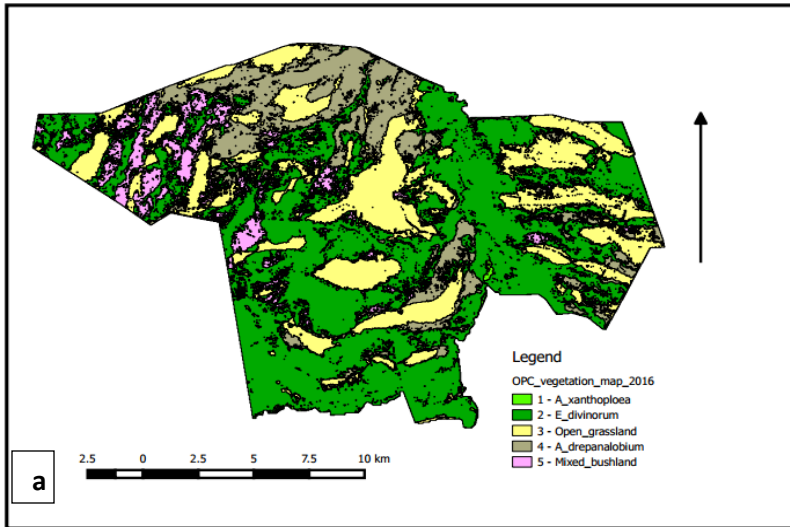 Legend
OPC_vegetation_map_2016
1 - A_xanthoploea
2 - E_divinorum
3 - Open_grassland
4 - A_drepanalobium
5 - Mixed_bushland
2.5 0 2.5 5 7.5 10 km
a